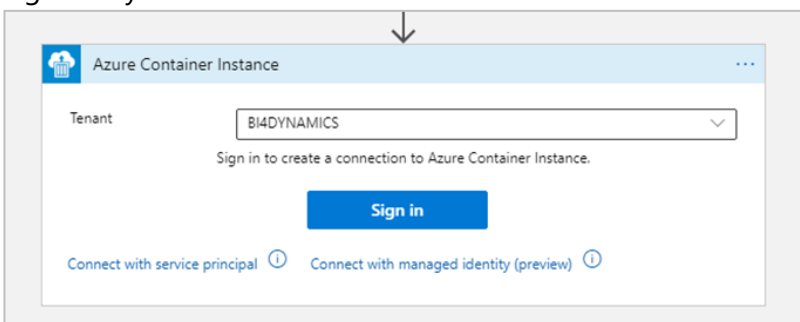 Azure Container Instance
Tenant
BI4DYNAMICS
Sign in to create a connection to Azure Container Instance.
Sign in
Connect with service principal
Connect with managed identity (preview)